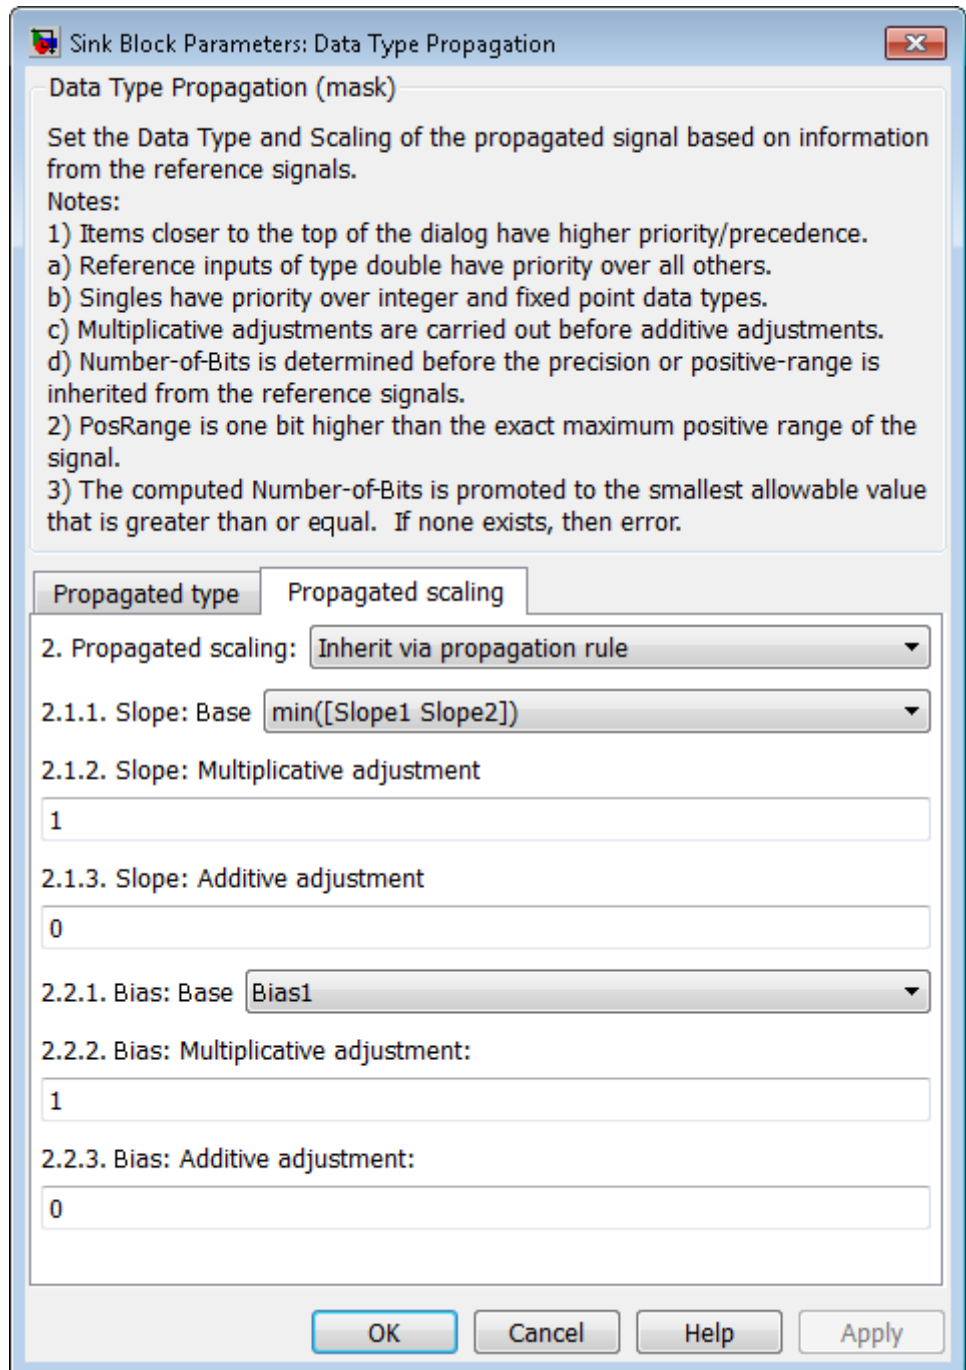 Sink Block Parameters: Data Type Propagation
Data Type Propagation (mask)
Set the Data Type and Scaling of the propagated signal based on information
from the reference signals.
Notes:
1) Items closer to the top of the dialog have higher priority/precedence.
a) Reference inputs of type double have priority over all others.
b) Singles have priority over integer and fixed point data types.
c) Multiplicative adjustments are carried out before additive adjustments.
d) Number-of-Bits is determined before the precision or positive-range is
inherited from the reference signals.
2) PosRange is one bit higher than the exact maximum positive range of the
signal.
3) The computed Number-of-Bits is promoted to the smallest allowable value
that is greater than or equal.  If none exists, then error.
Propagated type Propagated scaling
2. Propagated scaling: Inherit via propagation rule
2.1.1. Slope: Base min([Slope1 Slope2])
2.1.2. Slope: Multiplicative adjustment
1
2.1.3. Slope: Additive adjustment
0
2.2.1. Bias: Base Bias1
2.2.2. Bias: Multiplicative adjustment:
1
2.2.3. Bias: Additive adjustment:
0
OK Cancel Help Apply